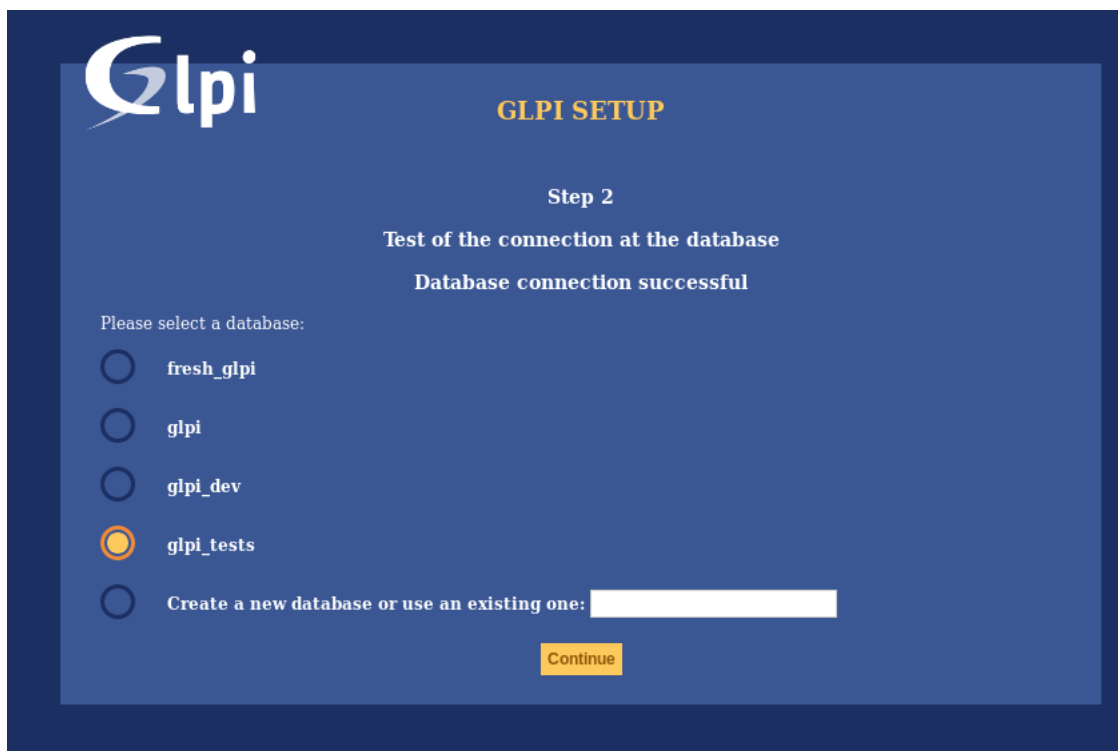 Glpi
GLPI SETUP
Step 2
Test of the connection at the database
Database connection successful
Please select a database:
fresh_glpi
glpi
glpi_dev
glpi_tests
Create a new database or use an existing one:
Continue